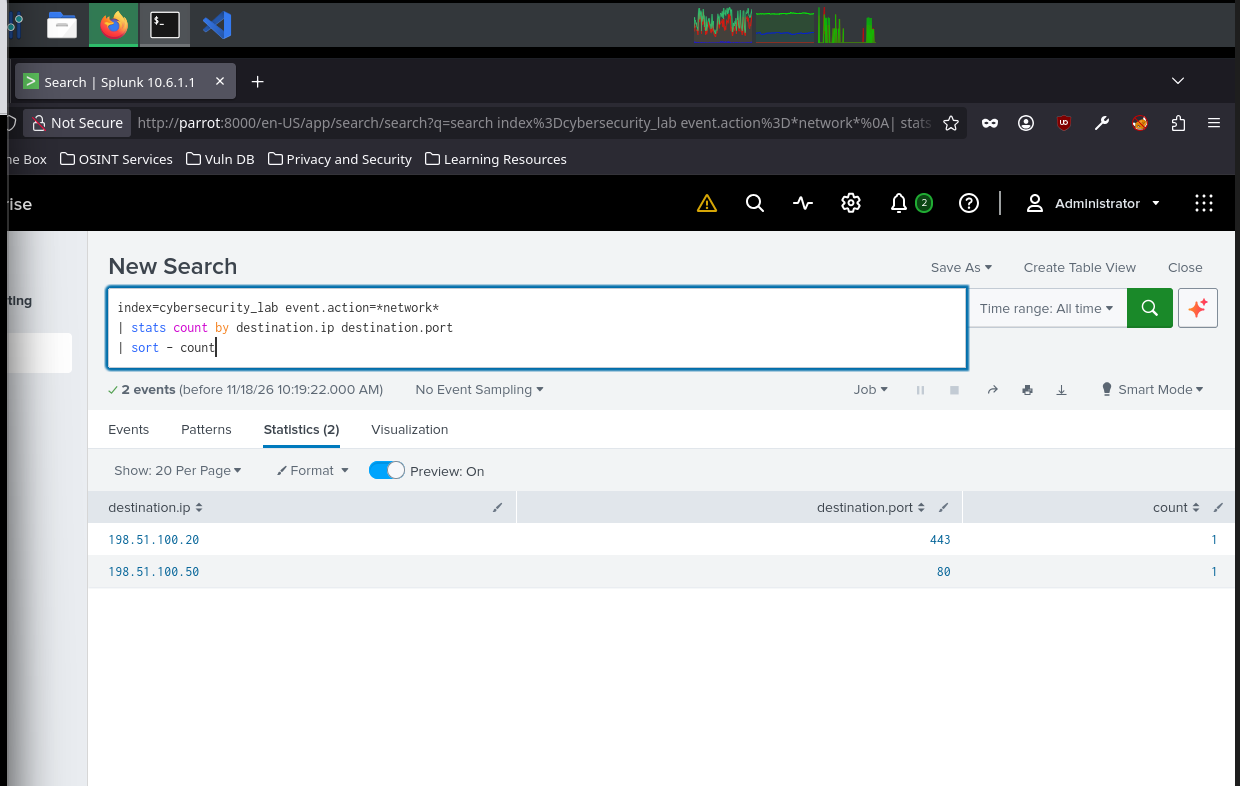 Search | Splunk 10.6.1.1
Not Secure http://parrot:8000/en-US/app/search/search?q=search index%3Dcybersecurity_lab event.action%3D*network*%0A| stats
ne Box OSINT Services Vuln DB Privacy and Security Learning Resources
rise 2 Administrator
New Search Save As Create Table View Close
ting
index=cybersecurity_lab event.action=*network*
| stats count by destination.ip destination.port
| sort - count
Time range: All time
2 events (before 11/18/26 10:19:22.000 AM) No Event Sampling Job Smart Mode
Events Patterns Statistics (2) Visualization
Show: 20 Per Page Format Preview: On
destination.ip destination.port count
198.51.100.20 443 1
198.51.100.50 80 1